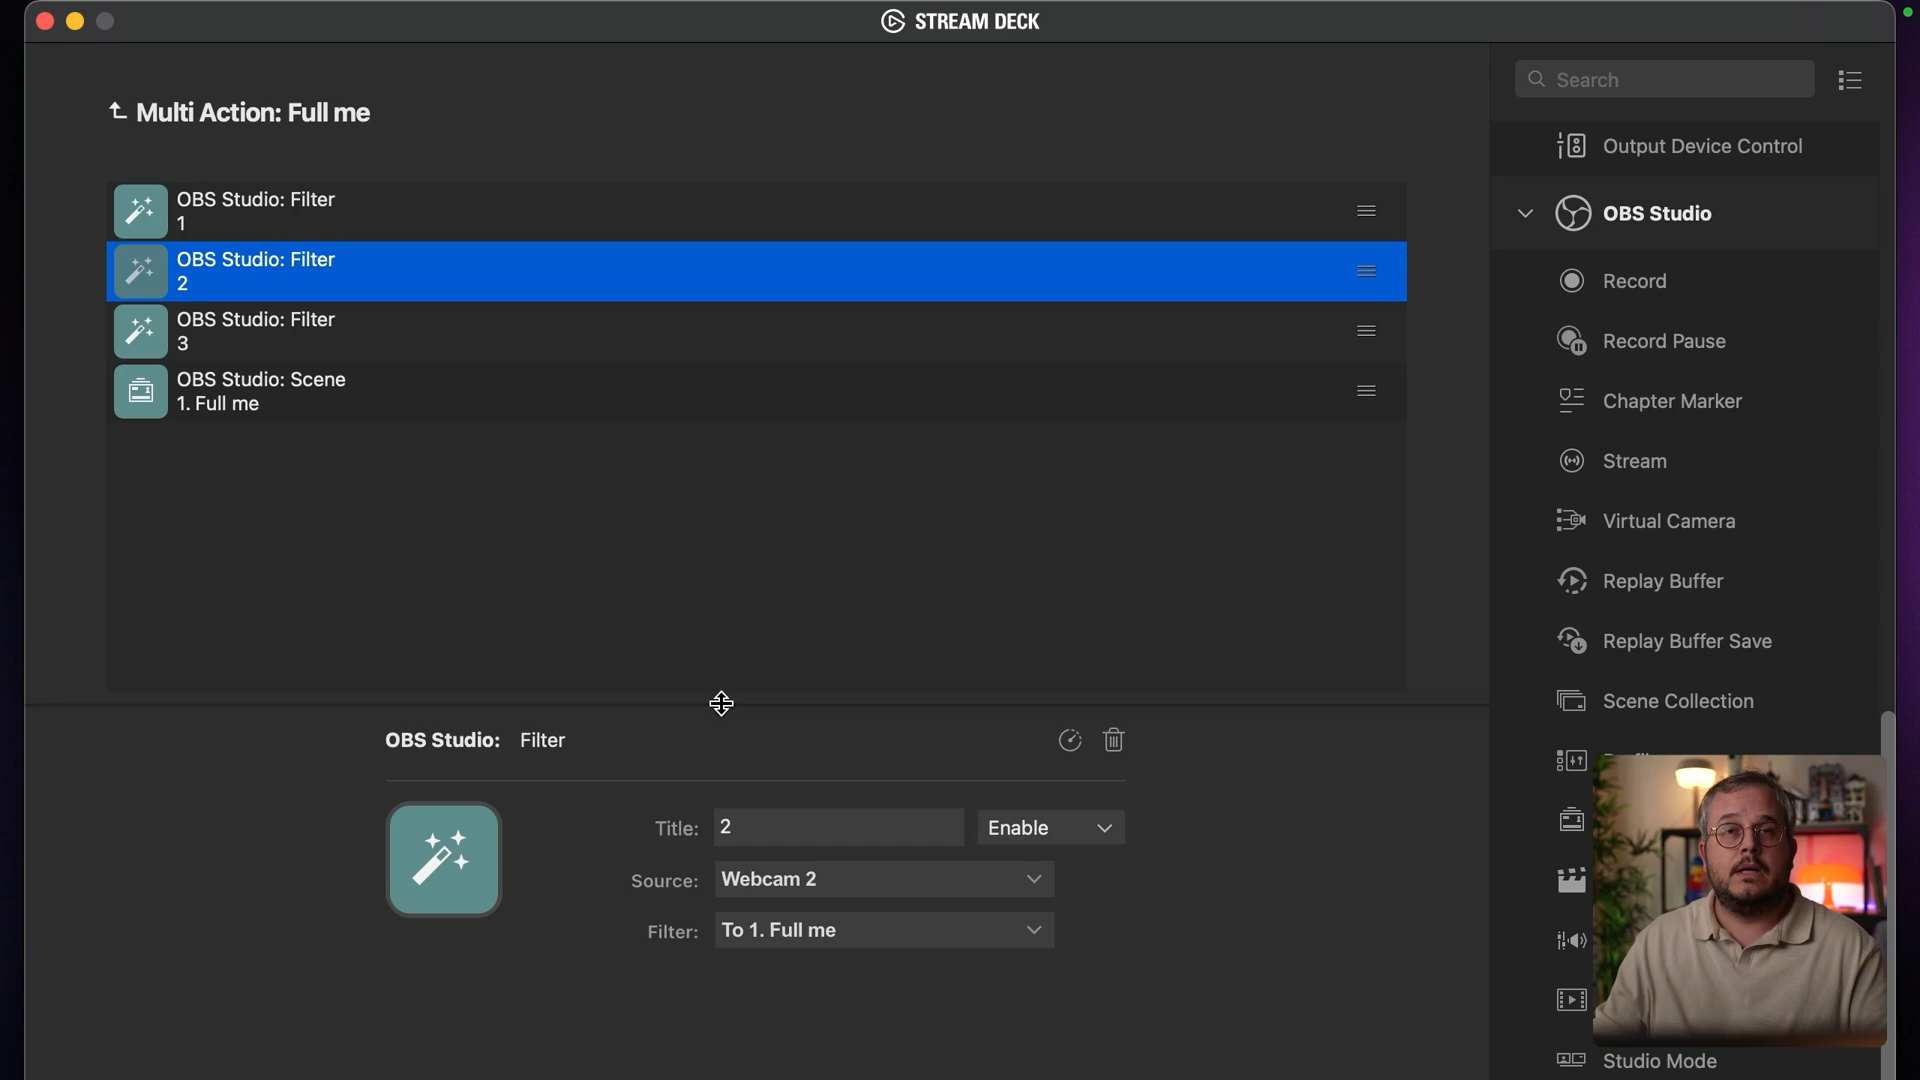 STREAM DECK
Multi Action: Full me
OBS Studio: Filter
1
OBS Studio: Filter
2
OBS Studio: Filter
3
OBS Studio: Scene
1. Full me
OBS Studio: Filter
Title: 2 Enable
Source: Webcam 2
Filter: To 1. Full me
Search
Output Device Control
OBS Studio
Record
Record Pause
Chapter Marker
Stream
Virtual Camera
Replay Buffer
Replay Buffer Save
Scene Collection
Studio Mode